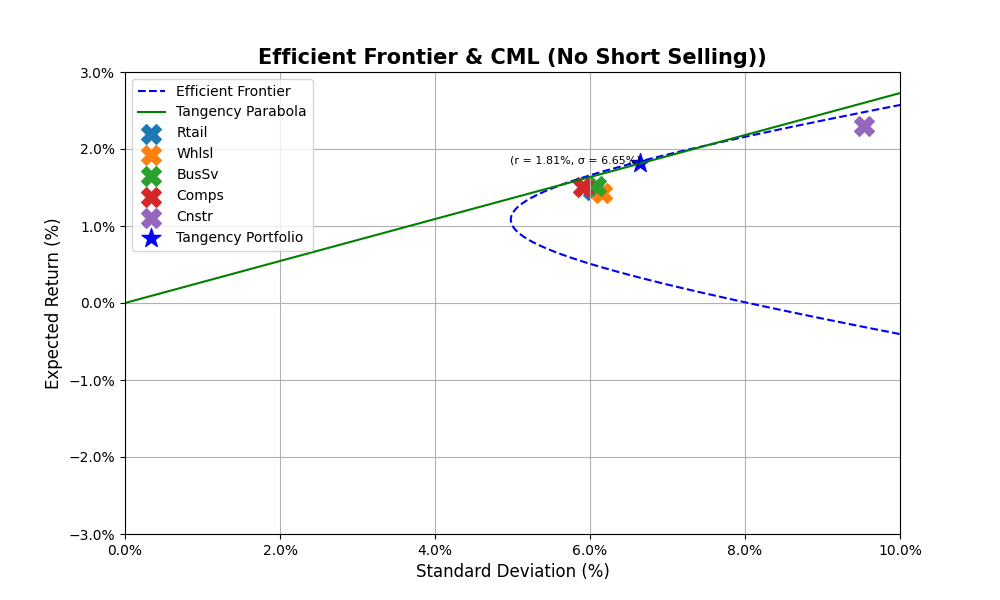 Efficient Frontier & CML (No Short Selling))
Expected Return (%)
3.0%
2.0%
1.0%
0.0%
−1.0%
−2.0%
−3.0%
Efficient Frontier
Tangency Parabola
Rtail
Whlsl
BusSv
Comps
Cnstr
Tangency Portfolio
(r = 1.81%, σ = 6.65%)
0.0% 2.0% 4.0% 6.0% 8.0% 10.0%
Standard Deviation (%)